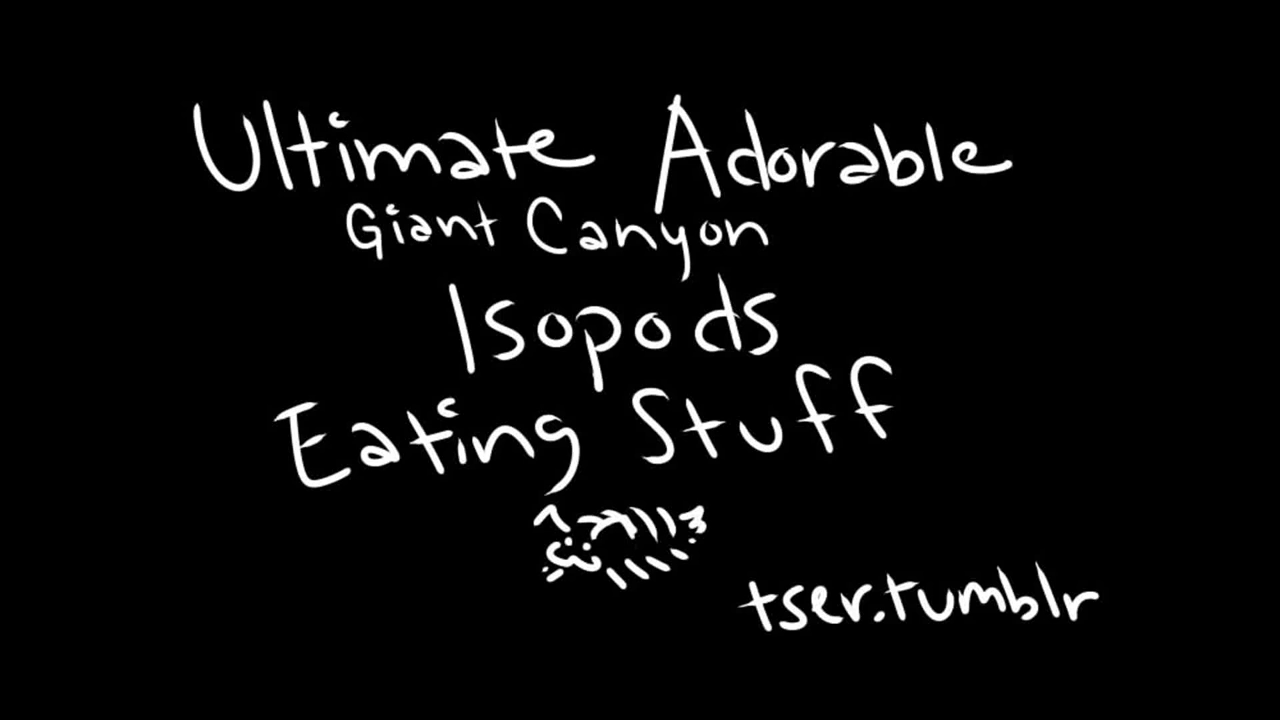 Ultimate Adorable
Giant Canyon
Isopods
Eating Stuff
tser.tumblr